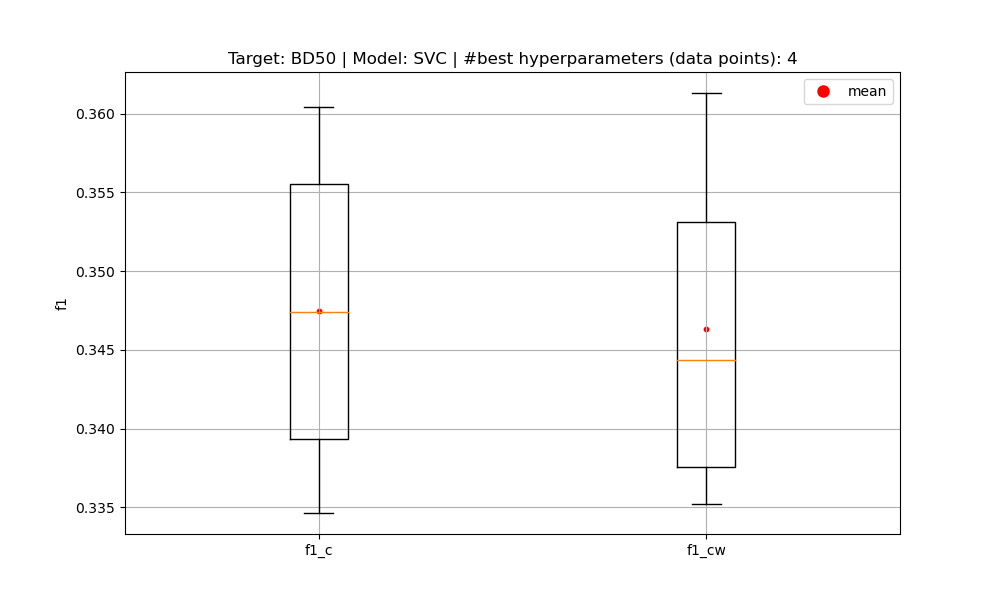 Target: BD50 | Model: SVC | #best hyperparameters (data points): 4
mean
0.360
0.355
0.350
0.345
0.340
0.335
f1
f1_c
f1_cw